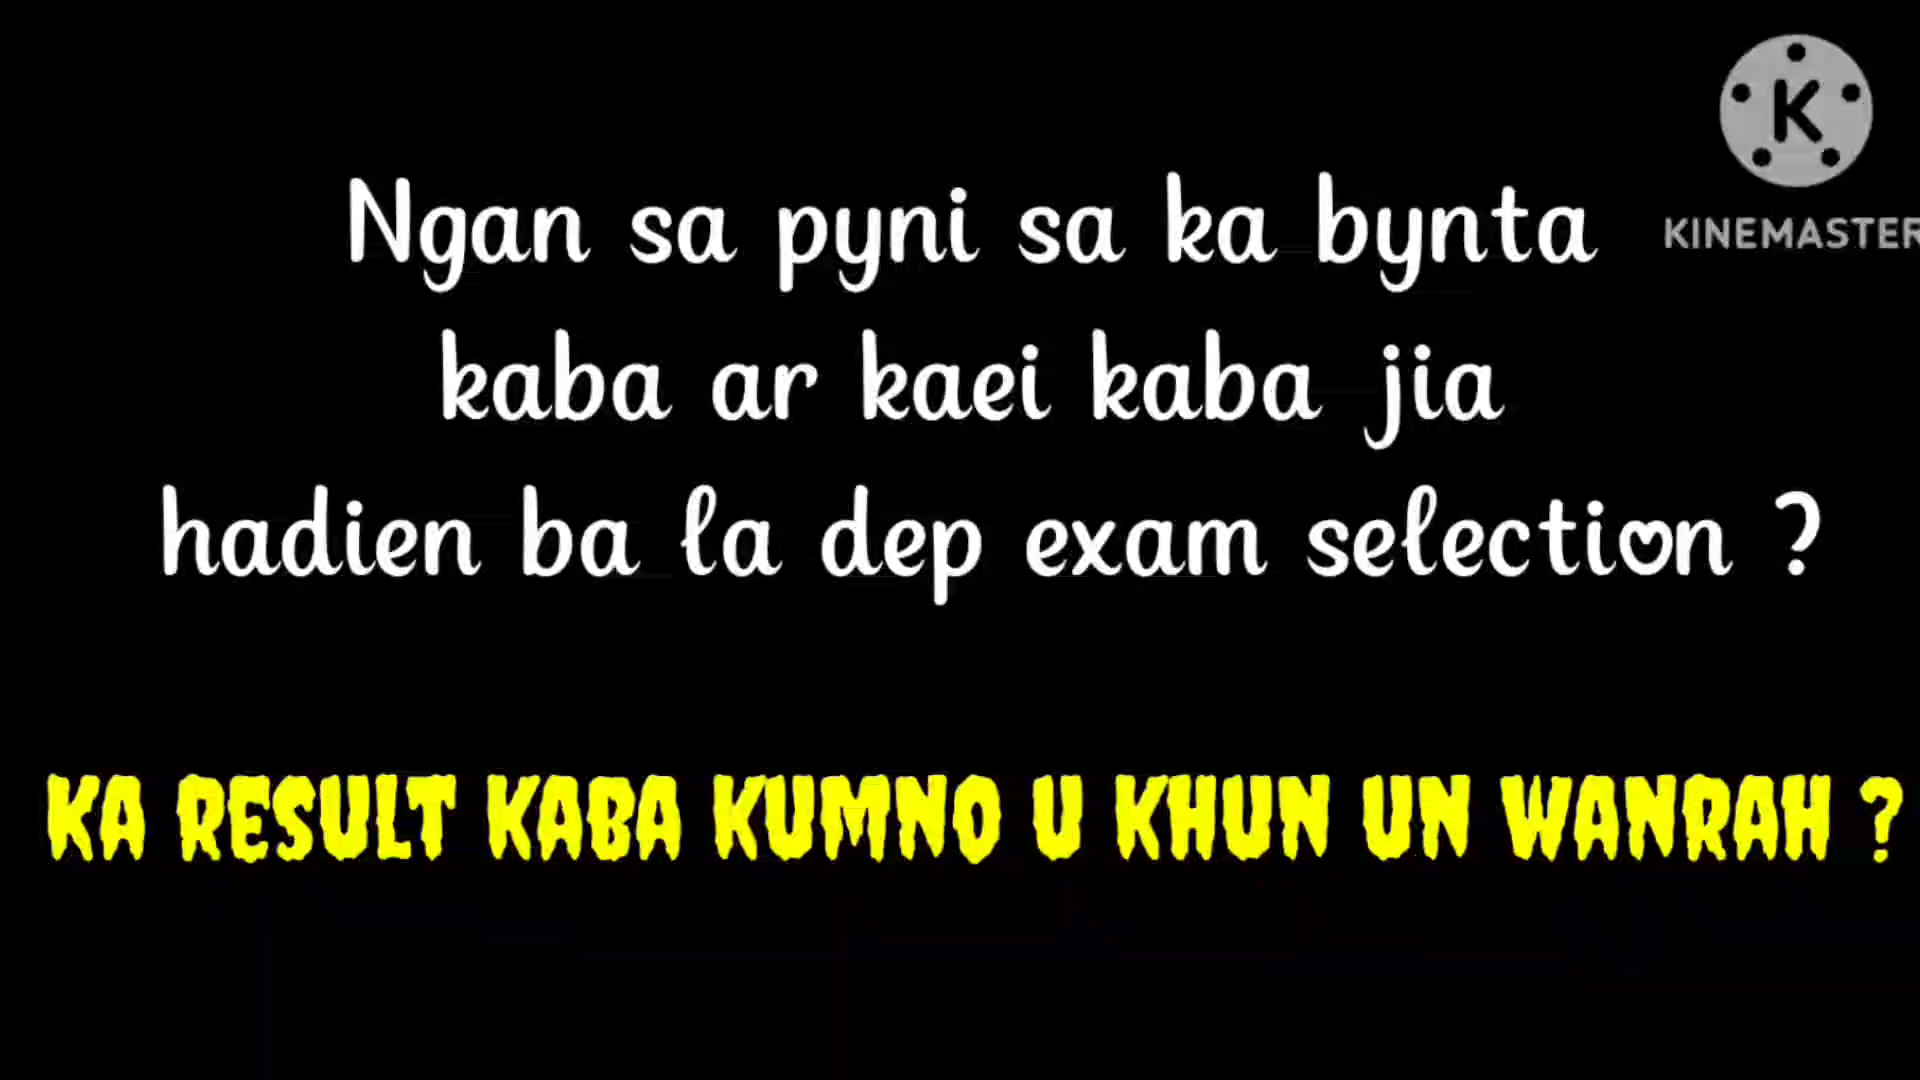 K
KINEMASTER
Ngan sa pyni sa ka bynta
kaba ar kaei kaba jia
hadien ba la dep exam selection ?
KA RESULT KABA KUMNO U KHUN UN WANRAH ?